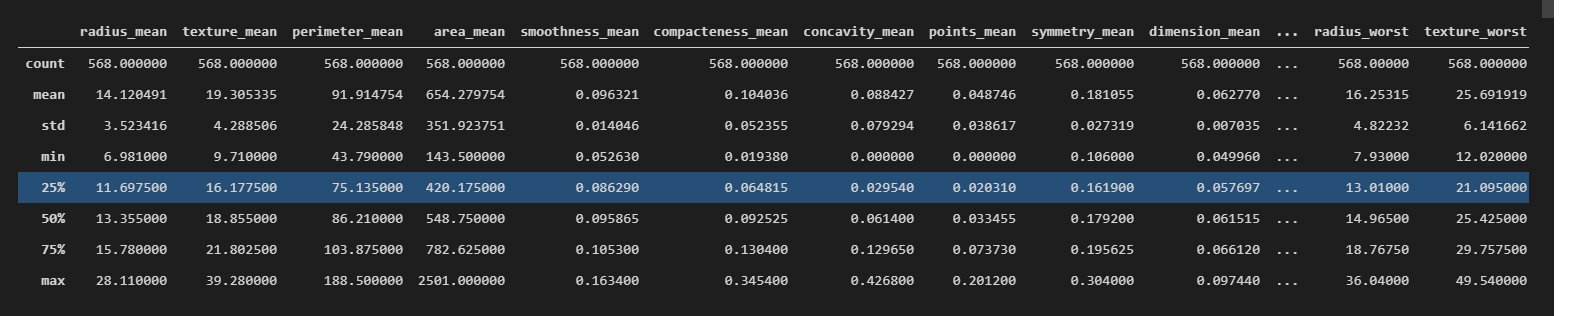 radius_mean texture_mean perimeter_mean area_mean smoothness_mean compacteness_mean concavity_mean points_mean symmetry_mean dimension_mean ... radius_worst texture_worst
count 568.000000 568.000000 568.000000 568.000000 568.000000 568.000000 568.000000 568.000000 568.000000 568.000000 ... 568.00000 568.000000
mean 14.120491 19.305335 91.914754 654.279754 0.096321 0.104036 0.088427 0.048746 0.181055 0.062770 ... 16.25315 25.691919
std 3.523416 4.288506 24.285848 351.923751 0.014046 0.052355 0.079294 0.038617 0.027319 0.007035 ... 4.82232 6.141662
min 6.981000 9.710000 43.790000 143.500000 0.052630 0.019380 0.000000 0.000000 0.106000 0.049960 ... 7.93000 12.020000
25% 11.697500 16.177500 75.135000 420.175000 0.086290 0.064815 0.029540 0.020310 0.161900 0.057697 ... 13.01000 21.095000
50% 13.355000 18.855000 86.210000 548.750000 0.095865 0.092525 0.061400 0.033455 0.179200 0.061515 ... 14.96500 25.425000
75% 15.780000 21.802500 103.875000 782.625000 0.105300 0.130400 0.129650 0.073730 0.195625 0.066120 ... 18.76750 29.757500
max 28.110000 39.280000 188.500000 2501.000000 0.163400 0.345400 0.426800 0.201200 0.304000 0.097440 ... 36.04000 49.540000